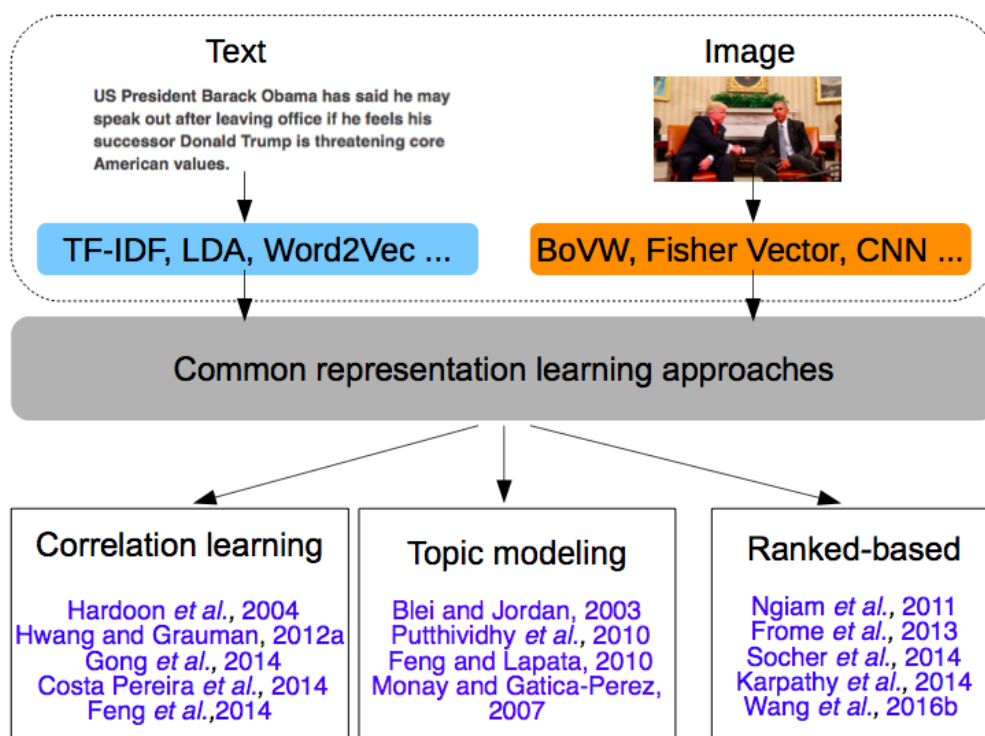 Text
Image
US President Barack Obama has said he may
speak out after leaving office if he feels his
successor Donald Trump is threatening core
American values.
TF-IDF, LDA, Word2Vec ...
BoVW, Fisher Vector, CNN ...
Common representation learning approaches
Correlation learning
Hardoon et al., 2004
Hwang and Grauman, 2012a
Gong et al., 2014
Costa Pereira et al., 2014
Feng et al.,2014
Topic modeling
Blei and Jordan, 2003
Putthividhy et al., 2010
Feng and Lapata, 2010
Monay and Gatica-Perez,
2007
Ranked-based
Ngiam et al., 2011
Frome et al., 2013
Socher et al., 2014
Karpathy et al., 2014
Wang et al., 2016b